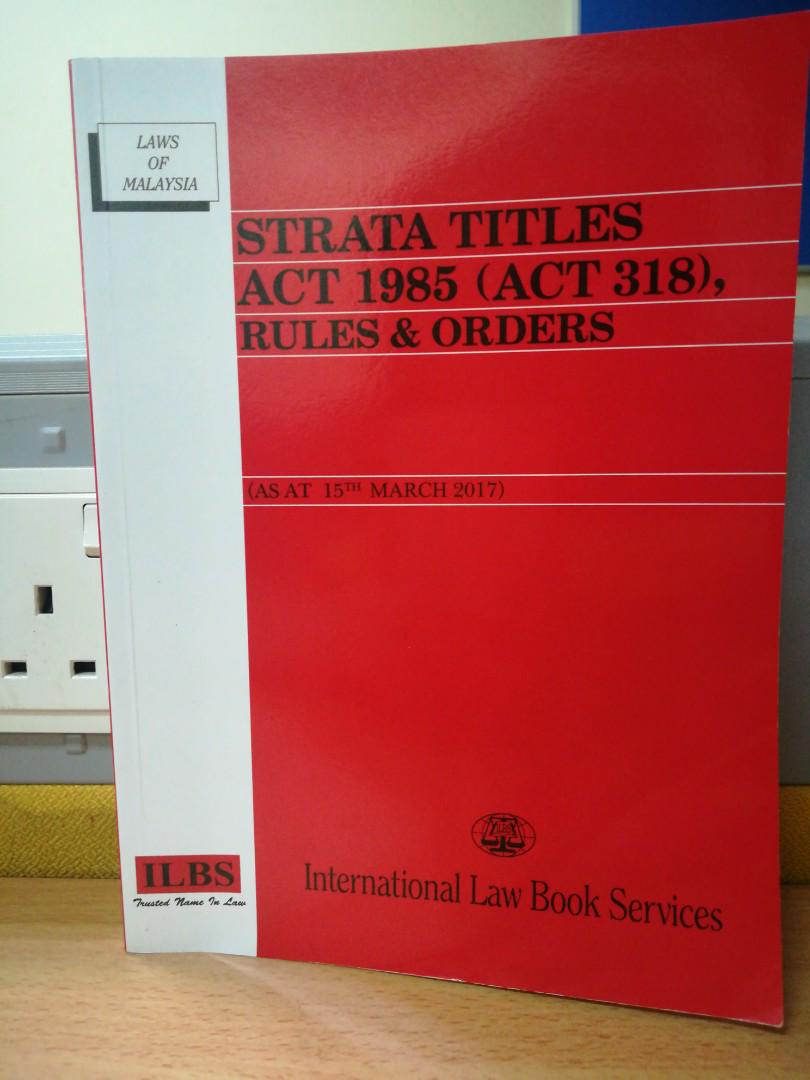 LAWS
OF
MALAYSIA
STRATA TITLES
ACT 1985 (ACT 318),
RULES & ORDERS
(AS AT 15TH MARCH 2017)
ILBS
International Law Book Services
ILBS
Trusted Name In Law